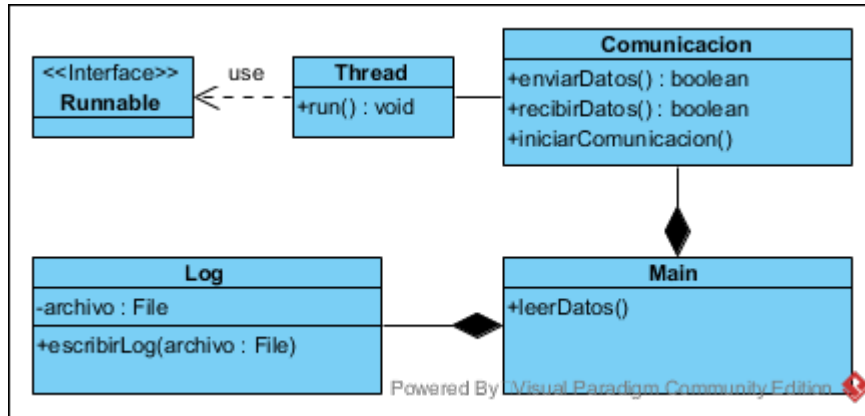 <<Interface>>
Runnable
use
Thread
+run() : void
Comunicacion
+enviarDatos() : boolean
+recibirDatos() : boolean
+iniciarComunicacion()
Log
-archivo : File
+escribirLog(archivo : File)
Main
+leerDatos()
Powered By Visual Paradigm Community Edition